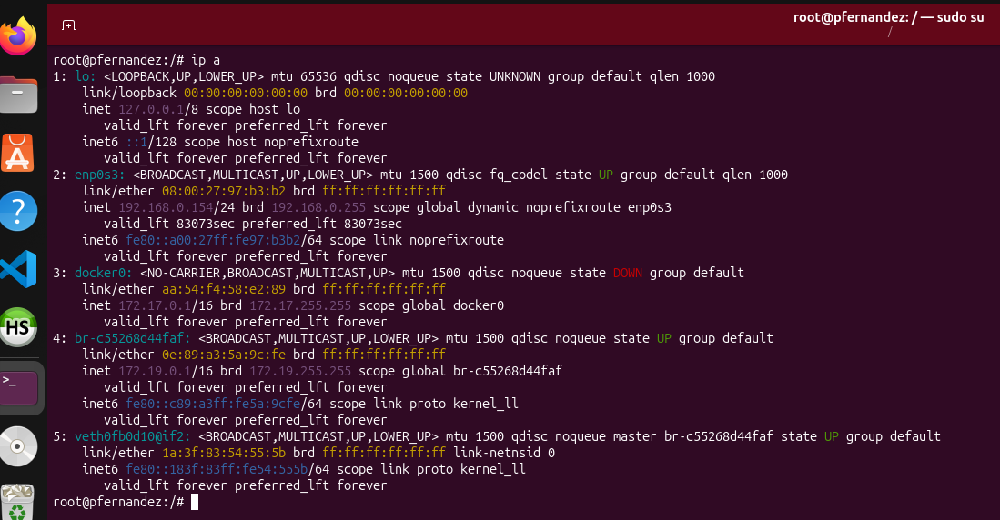 root@pfernandez: / — sudo su
/
root@pfernandez:/# ip a
1: lo: <LOOPBACK,UP,LOWER_UP> mtu 65536 qdisc noqueue state UNKNOWN group default qlen 1000
    link/loopback 00:00:00:00:00:00 brd 00:00:00:00:00:00
    inet 127.0.0.1/8 scope host lo
       valid_lft forever preferred_lft forever
    inet6 ::1/128 scope host noprefixroute
       valid_lft forever preferred_lft forever
2: enp0s3: <BROADCAST,MULTICAST,UP,LOWER_UP> mtu 1500 qdisc fq_codel state UP group default qlen 1000
    link/ether 08:00:27:97:b3:b2 brd ff:ff:ff:ff:ff:ff
    inet 192.168.0.154/24 brd 192.168.0.255 scope global dynamic noprefixroute enp0s3
       valid_lft 83073sec preferred_lft 83073sec
    inet6 fe80::a00:27ff:fe97:b3b2/64 scope link noprefixroute
       valid_lft forever preferred_lft forever
3: docker0: <NO-CARRIER,BROADCAST,MULTICAST,UP> mtu 1500 qdisc noqueue state DOWN group default
    link/ether aa:54:f4:58:e2:89 brd ff:ff:ff:ff:ff:ff
    inet 172.17.0.1/16 brd 172.17.255.255 scope global docker0
       valid_lft forever preferred_lft forever
4: br-c55268d44faf: <BROADCAST,MULTICAST,UP,LOWER_UP> mtu 1500 qdisc noqueue state UP group default
    link/ether 0e:89:a3:5a:9c:fe brd ff:ff:ff:ff:ff:ff
    inet 172.19.0.1/16 brd 172.19.255.255 scope global br-c55268d44faf
       valid_lft forever preferred_lft forever
    inet6 fe80::c89:a3ff:fe5a:9cfe/64 scope link proto kernel_ll
       valid_lft forever preferred_lft forever
5: veth0fb0d10@if2: <BROADCAST,MULTICAST,UP,LOWER_UP> mtu 1500 qdisc noqueue master br-c55268d44faf state UP group default
    link/ether 1a:3f:83:54:55:5b brd ff:ff:ff:ff:ff:ff link-netnsid 0
    inet6 fe80::183f:83ff:fe54:555b/64 scope link proto kernel_ll
       valid_lft forever preferred_lft forever
root@pfernandez:/#
?
HS
>_